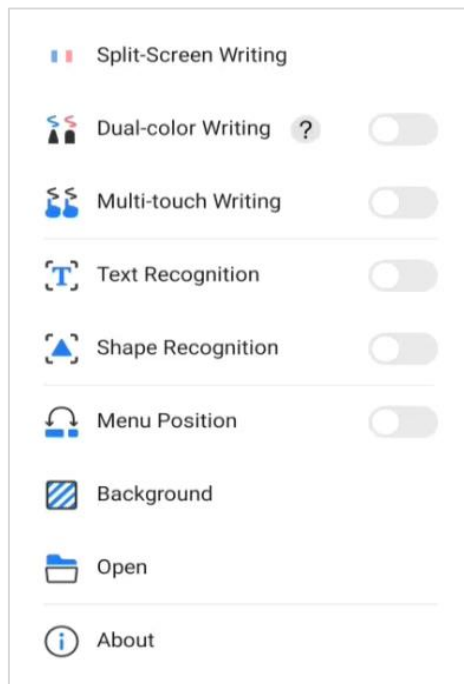 Split-Screen Writing
Dual-color Writing ?
Multi-touch Writing
T Text Recognition
Shape Recognition
Menu Position
Background
Open
i About